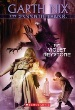 GARTH NIX
THE SEVENTH TOWER
THE VIOLET
KEYSTONE